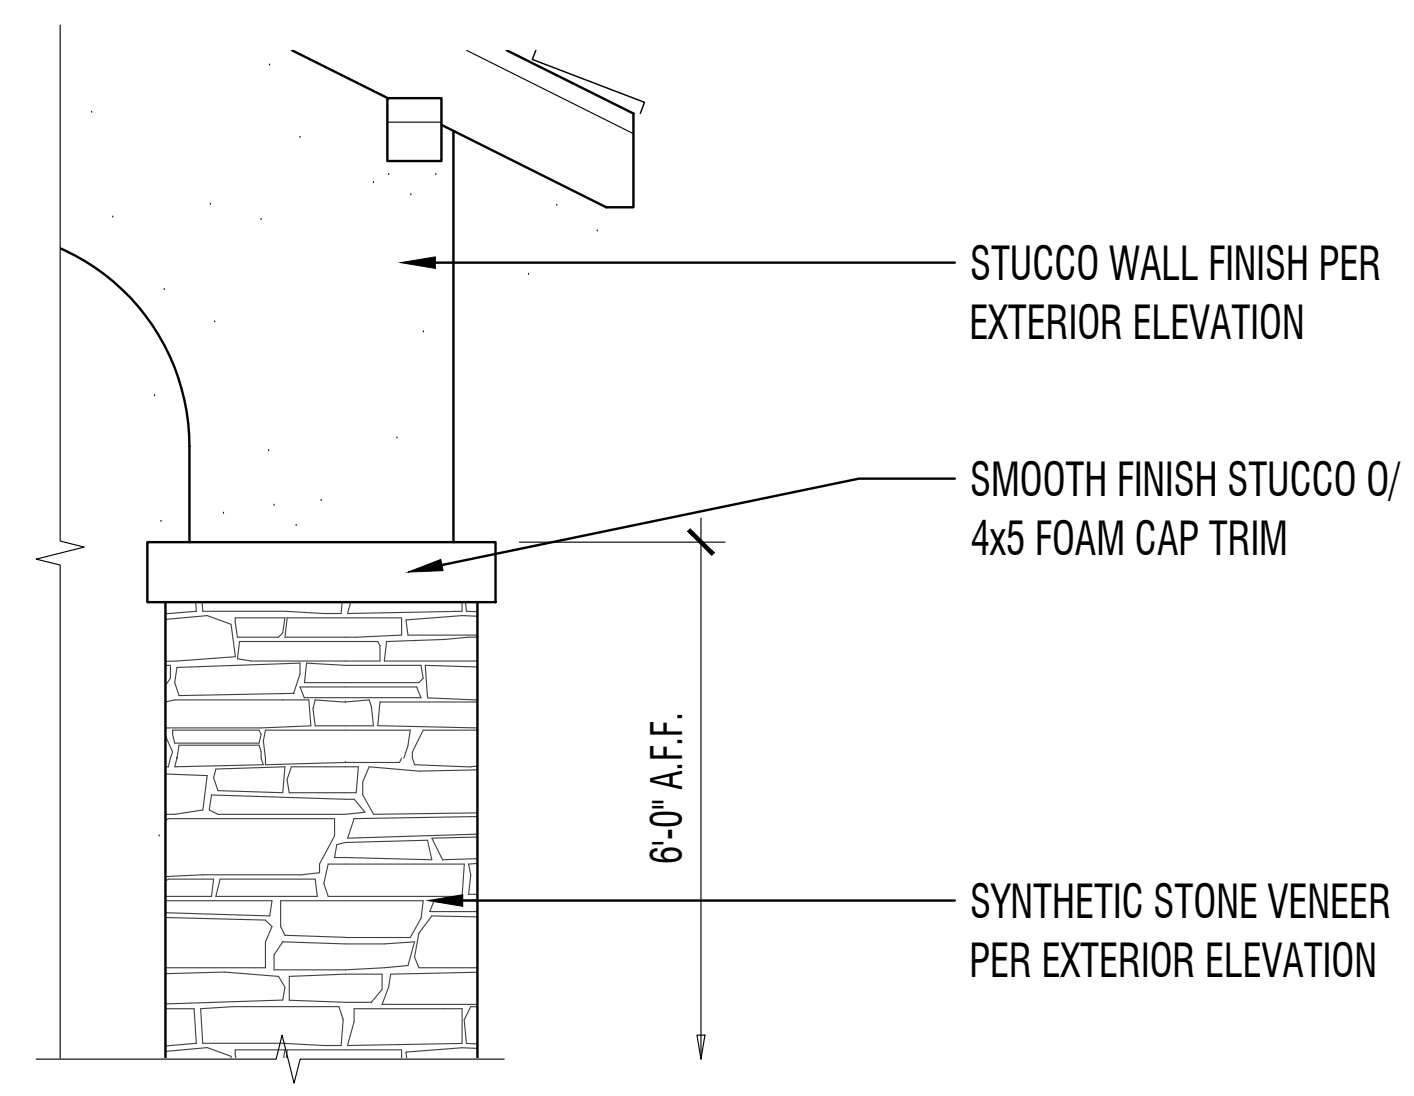 STUCCO WALL FINISH PER
EXTERIOR ELEVATION
SMOOTH FINISH STUCCO O/
4x5 FOAM CAP TRIM
6'-0" A.F.F.
SYNTHETIC STONE VENEER
PER EXTERIOR ELEVATION